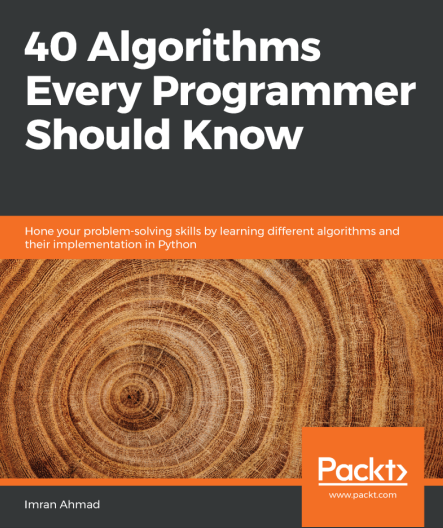 40 Algorithms
Every Programmer
Should Know
Hone your problem-solving skills by learning different algorithms and
their implementation in Python
Packt>
www.packt.com
Imran Ahmad